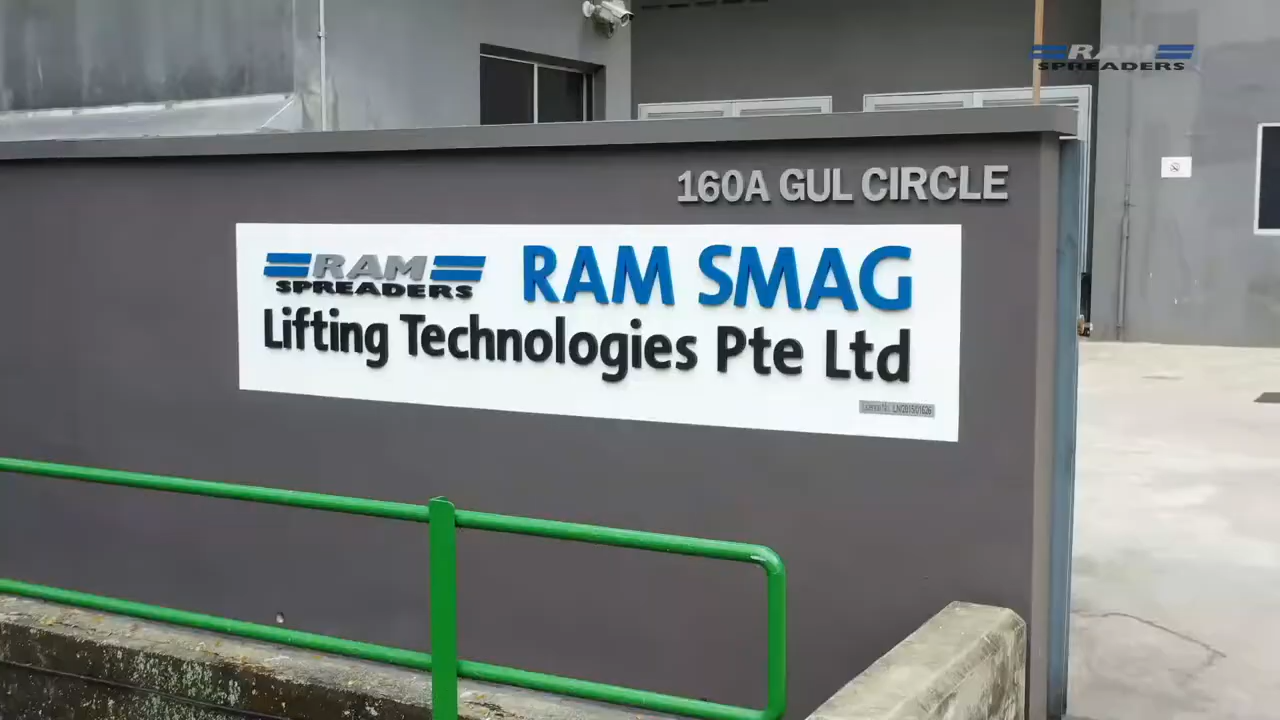 RAM
SPREADERS
160A GUL CIRCLE
RAM
SPREADERS
RAM SMAG
Lifting Technologies Pte Ltd